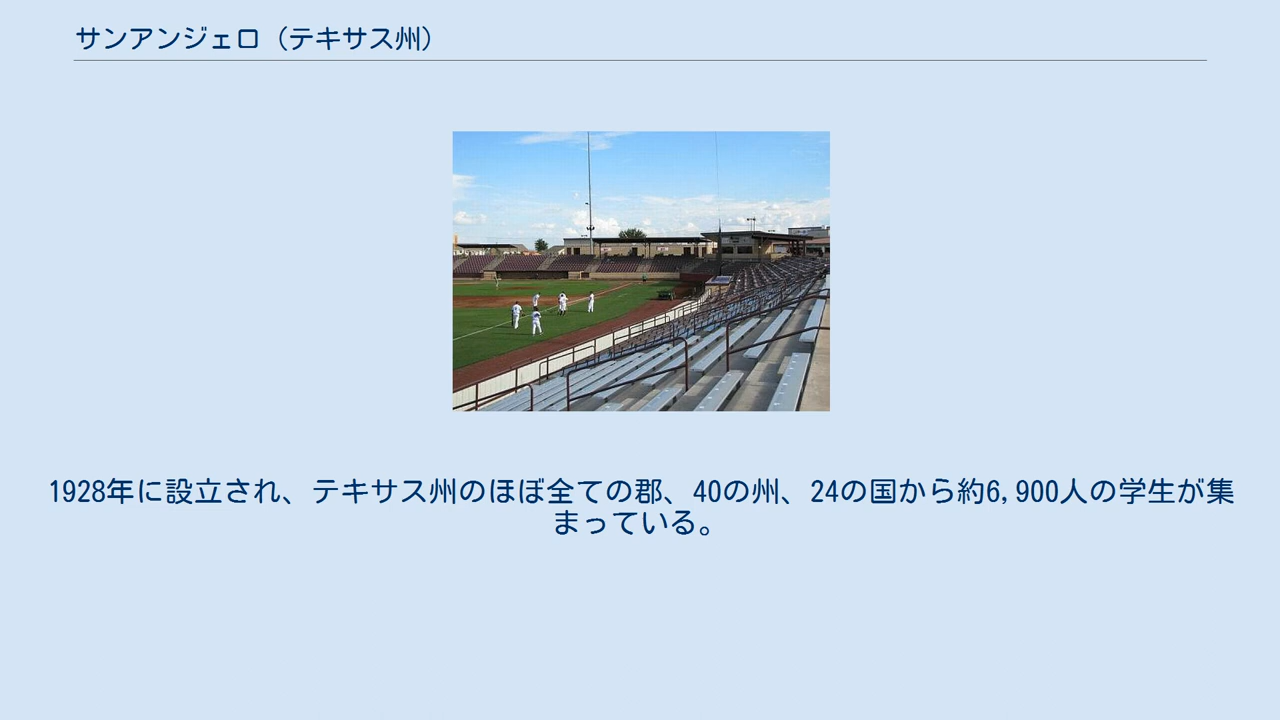 サンアンジェロ（テキサス州）
1928年に設立され、テキサス州のほぼ全ての郡、40の州、24の国から約6,900人の学生が集
まっている。